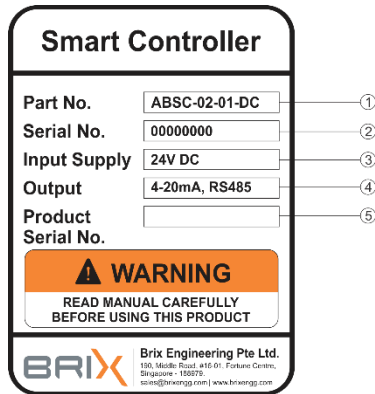 Smart Controller
Part No. ABSC-02-01-DC ①
Serial No. 00000000 ②
Input Supply 24V DC ③
Output 4-20mA, RS485 ④
Product ⑤
Serial No.
WARNING
READ MANUAL CAREFULLY
BEFORE USING THIS PRODUCT
BRIX
Brix Engineering Pte Ltd.
190, Middle Road, #16-01, Fortune Centre,
Singapore - 188979.
sales@brixengg.com | www.brixengg.com